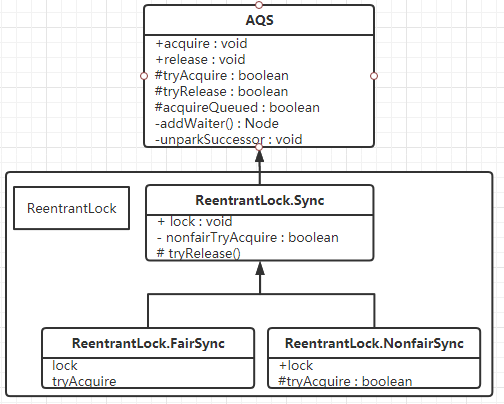 AQS
+acquire : void
+release : void
#tryAcquire : boolean
#tryRelease : boolean
#acquireQueued : boolean
-addWaiter() : Node
-unparkSuccessor : void
ReentrantLock
ReentrantLock.Sync
+ lock : void
- nonfairTryAcquire : boolean
# tryRelease()
ReentrantLock.FairSync
lock
tryAcquire
ReentrantLock.NonfairSync
+lock
#tryAcquire : boolean